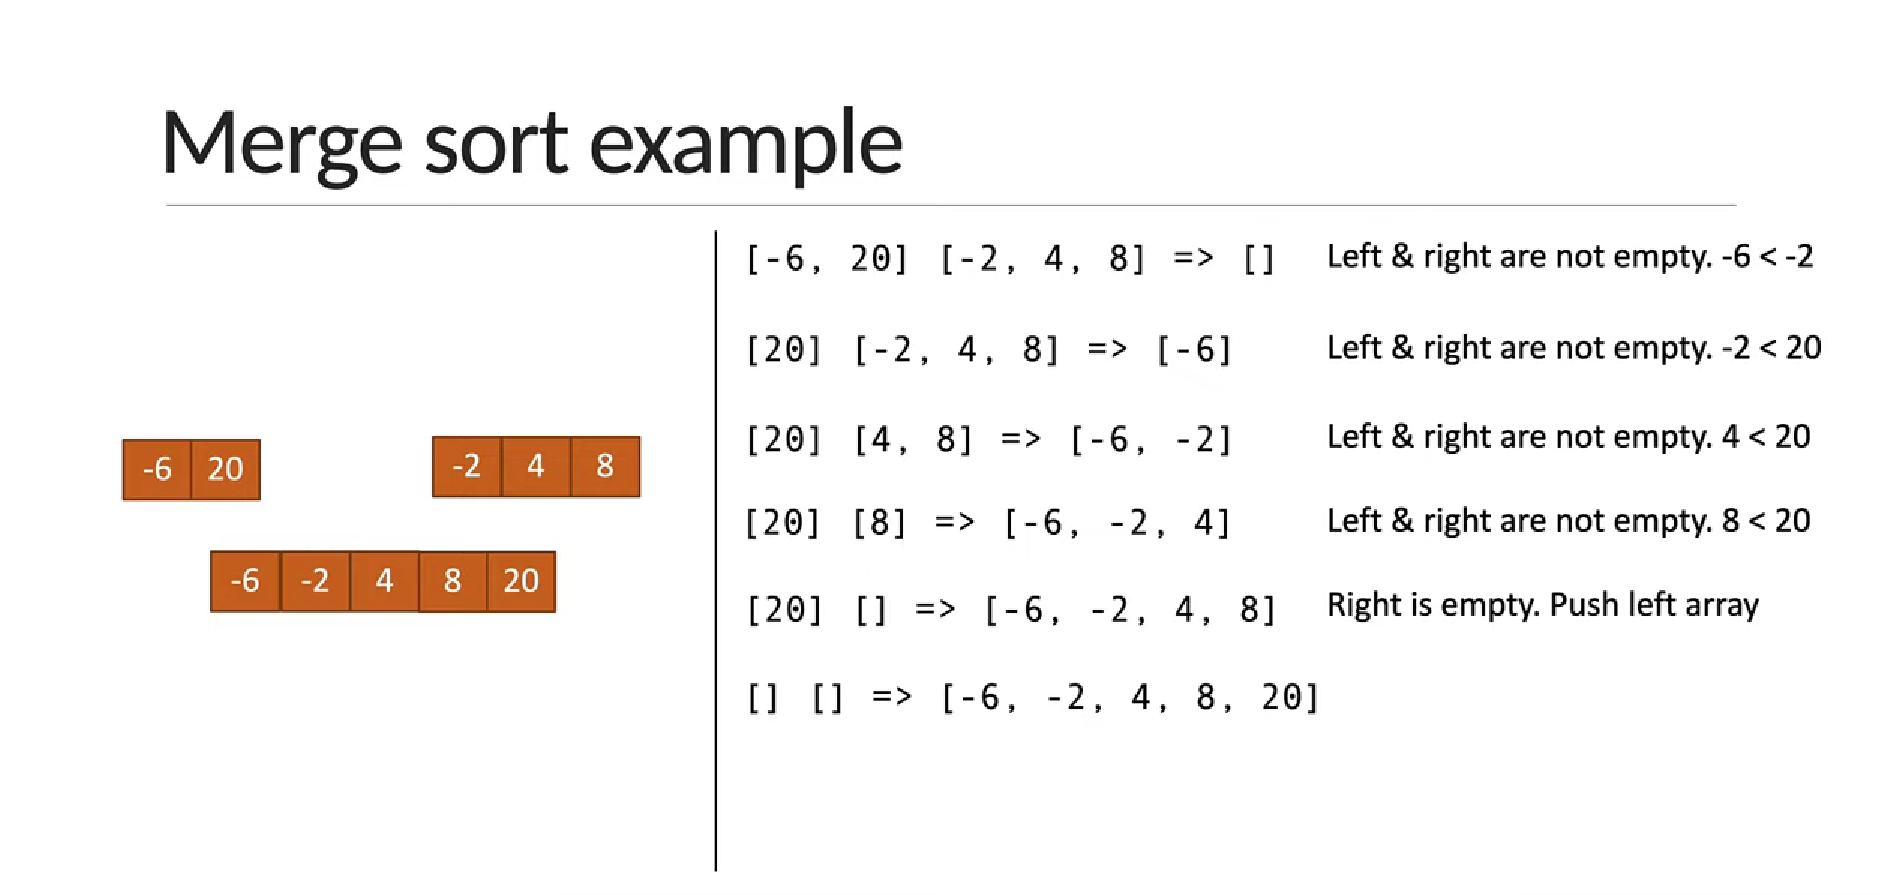 Merge sort example
-6 20
-2 4 8
-6 -2 4 8 20
[-6, 20] [-2, 4, 8] => [] Left & right are not empty. -6 < -2
[20] [-2, 4, 8] => [-6] Left & right are not empty. -2 < 20
[20] [4, 8] => [-6, -2] Left & right are not empty. 4 < 20
[20] [8] => [-6, -2, 4] Left & right are not empty. 8 < 20
[20] [] => [-6, -2, 4, 8] Right is empty. Push left array
[] [] => [-6, -2, 4, 8, 20]